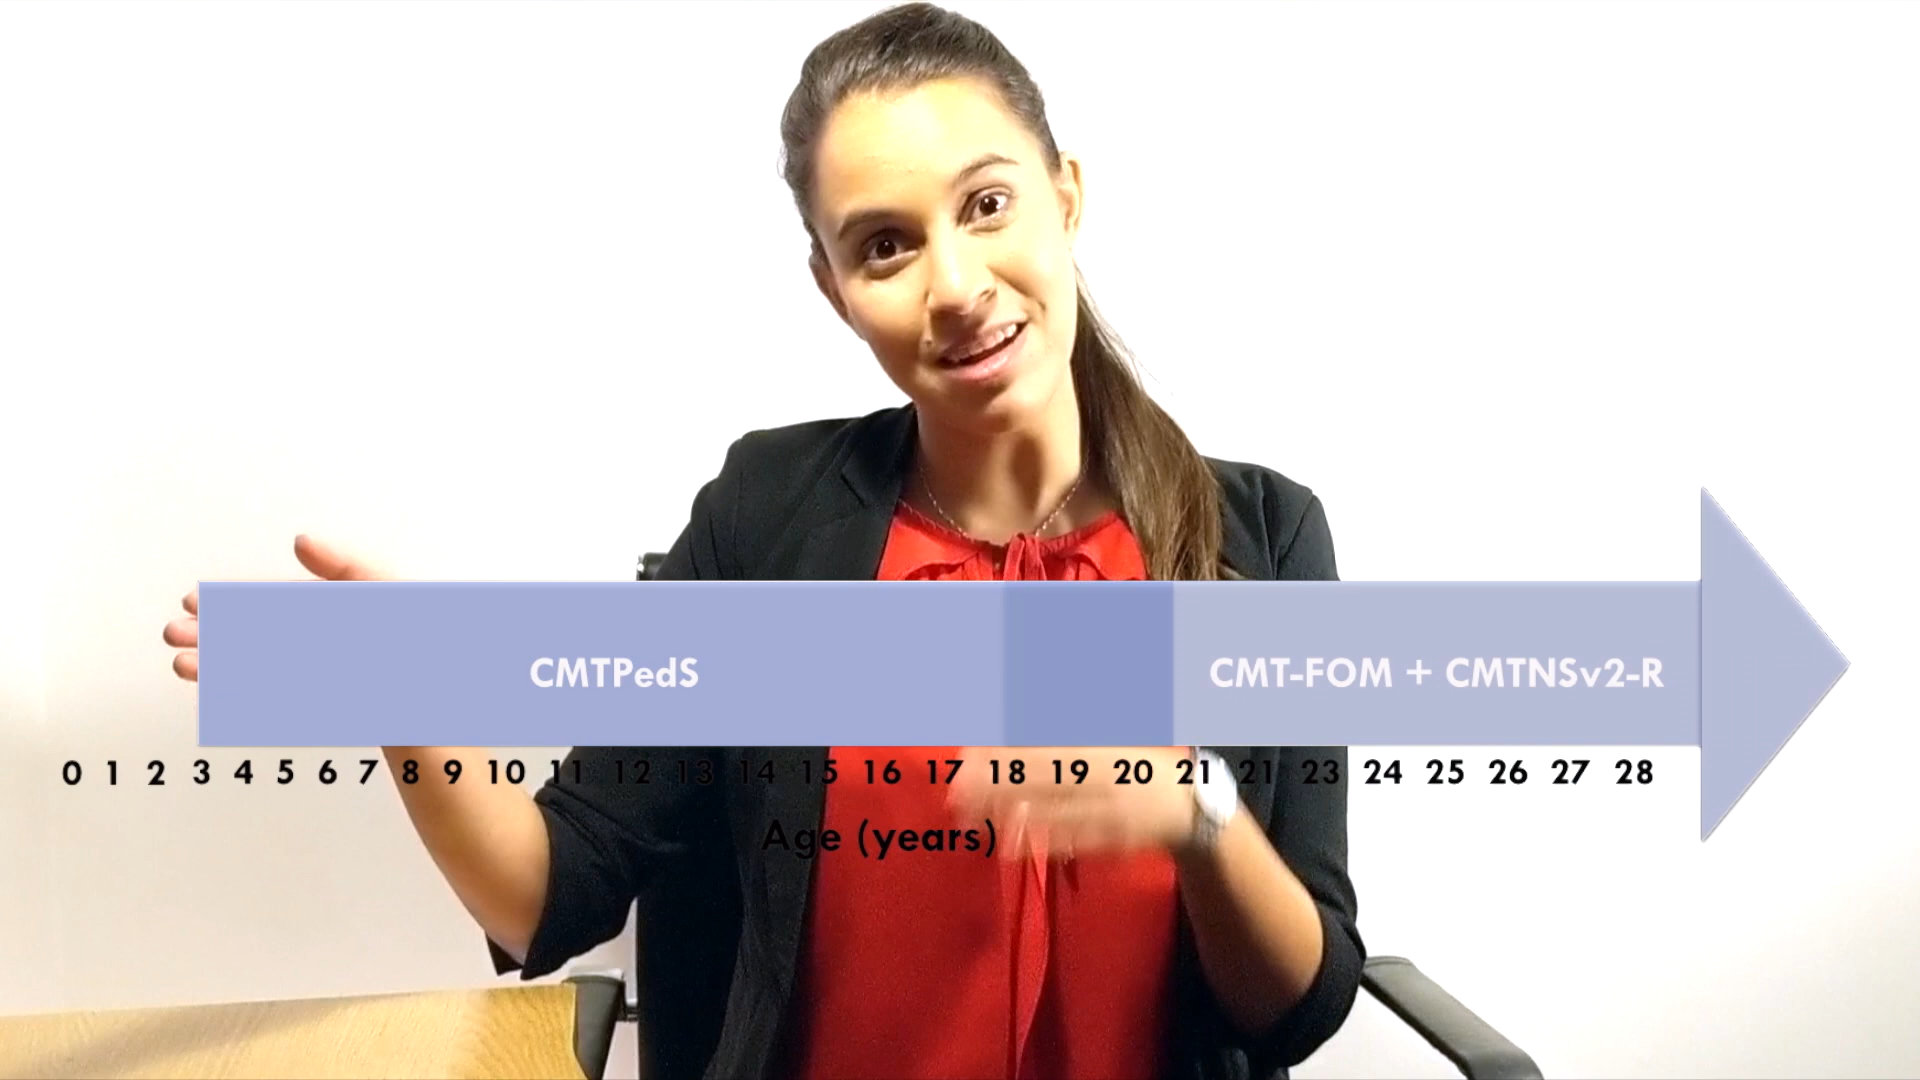 CMTPedS CMT-FOM + CMTNSv2-R
0 1 2 3 4 5 6 7 8 9 10 11 12 13 14 15 16 17 18 19 20 21 21 23 24 25 26 27 28
Age (years)